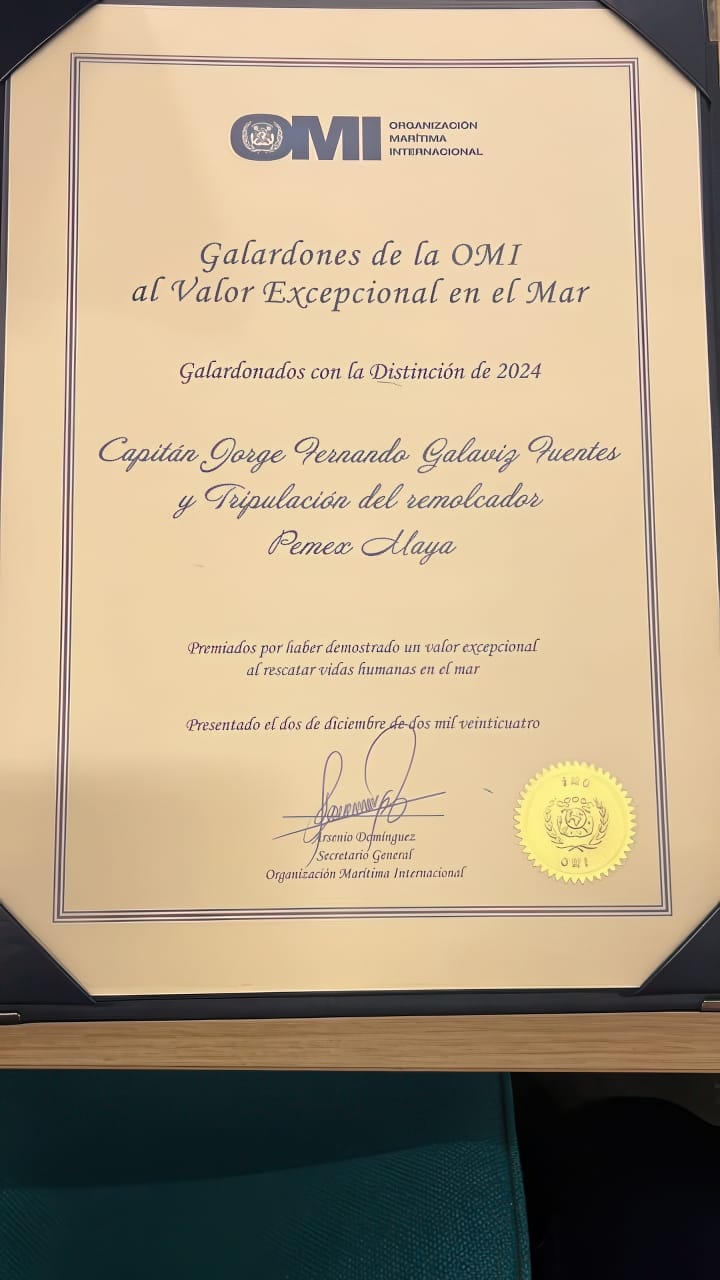 OMI
ORGANIZACIÓN
MARÍTIMA
INTERNACIONAL
Galardones de la OMI
al Valor Excepcional en el Mar
Galardonados con la Distinción de 2024
Capitán Jorge Fernando Galaviz Fuentes
y Tripulación del remolcador
Pemex Maya
Premiados por haber demostrado un valor excepcional
al rescatar vidas humanas en el mar
Presentado el dos de diciembre de dos mil veinticuatro
Arsenio Domínguez
Secretario General
Organización Marítima Internacional
IMO
OMI